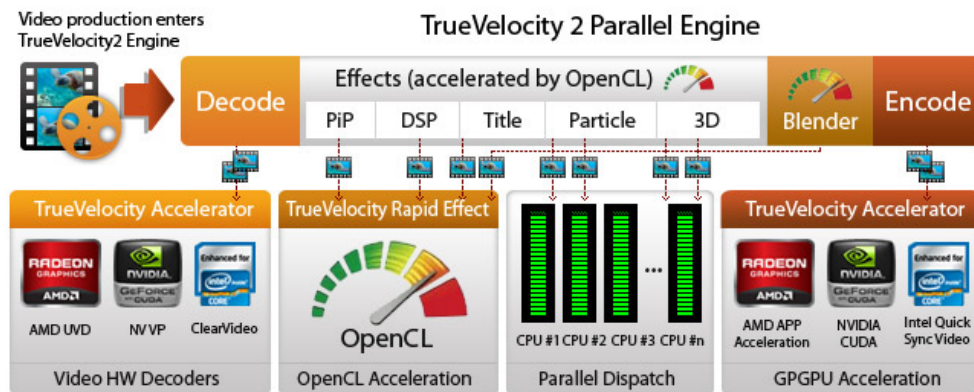 Video production enters
TrueVelocity2 Engine
TrueVelocity 2 Parallel Engine
Decode
Effects (accelerated by OpenCL)
PiP
DSP
Title
Particle
3D
Blender
Encode
TrueVelocity Accelerator
RADEON
GRAPHICS
AMD
NVIDIA.
GEFORCE
CUDA
Enhanced for
intel
CORE
AMD UVD
NV VP
ClearVideo
Video HW Decoders
TrueVelocity Rapid Effect
OpenCL
OpenCL Acceleration
...
CPU #1
CPU #2
CPU #3
CPU #n
Parallel Dispatch
TrueVelocity Accelerator
RADEON
GRAPHICS
AMD
NVIDIA.
GEFORCE
CUDA
Enhanced for
intel
CORE
AMD APP
Acceleration
NVIDIA
CUDA
Intel Quick
Sync Video
GPGPU Acceleration